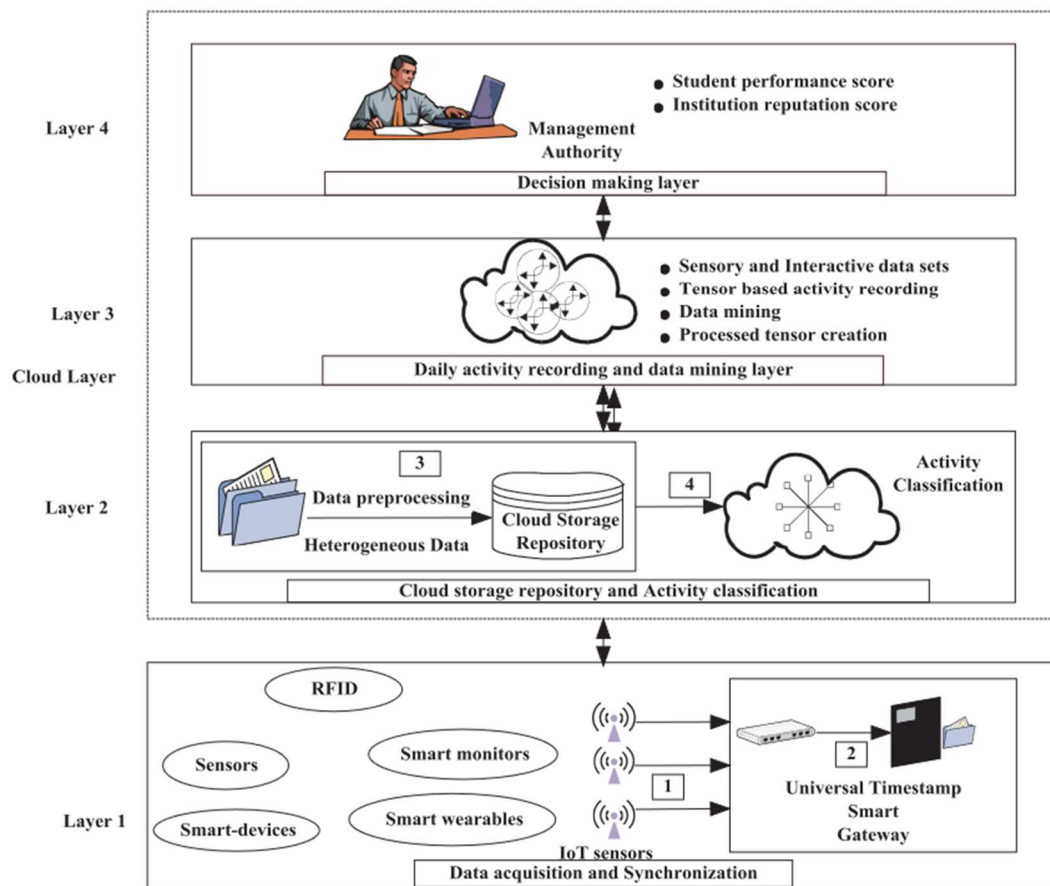 Layer 4
Student performance score
Institution reputation score
Management
Authority
Decision making layer
Layer 3
Sensory and Interactive data sets
Tensor based activity recording
Data mining
Processed tensor creation
Daily activity recording and data mining layer
Cloud Layer
Layer 2
3
Data preprocessing
Heterogeneous Data
Cloud Storage
Repository
4
Activity
Classification
Cloud storage repository and Activity classification
Layer 1
RFID
Sensors
Smart monitors
Smart-devices
Smart wearables
IoT sensors
1
2
Universal Timestamp
Smart
Gateway
Data acquisition and Synchronization